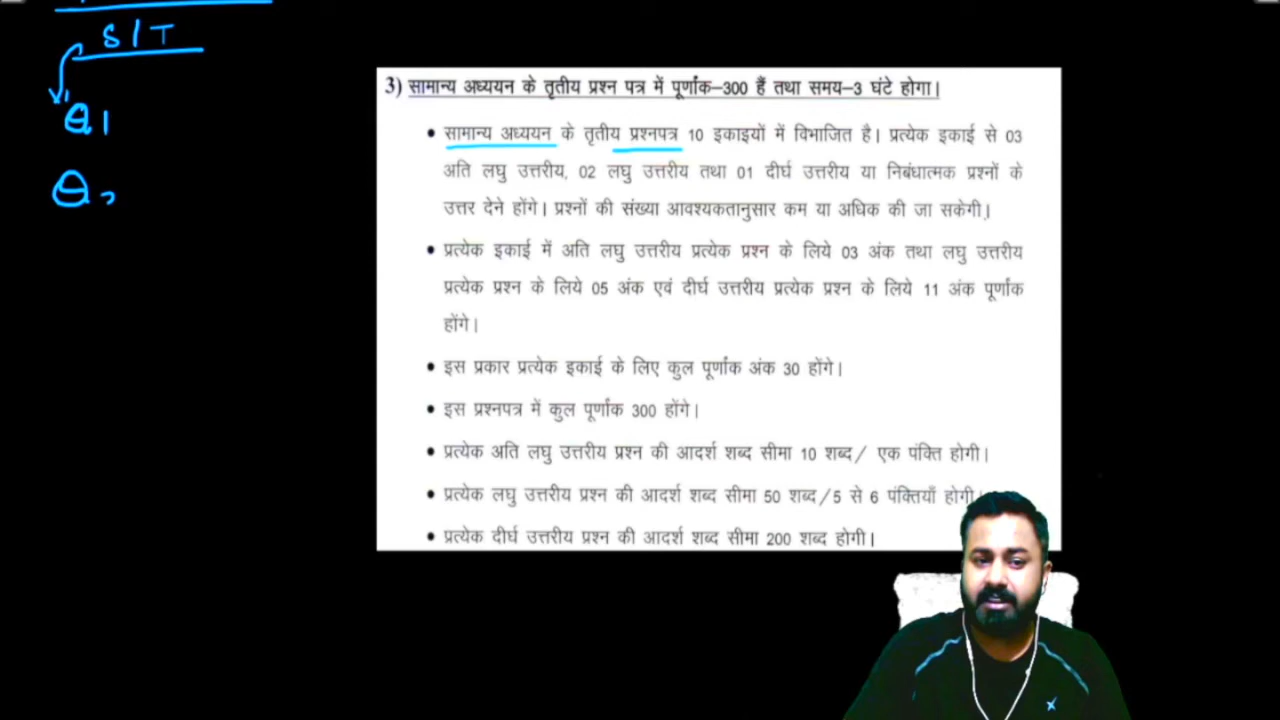 S/T
Q1
Q2
3) सामान्य अध्ययन के तृतीय प्रश्न पत्र में पूर्णांक–300 हैं तथा समय–3 घंटे होगा।
• सामान्य अध्ययन के तृतीय प्रश्नपत्र 10 इकाइयों में विभाजित है। प्रत्येक इकाई से 03
अति लघु उत्तरीय, 02 लघु उत्तरीय तथा 01 दीर्घ उत्तरीय या निबंधात्मक प्रश्नों के
उत्तर देने होंगे। प्रश्नों की संख्या आवश्यकतानुसार कम या अधिक की जा सकेगी।
• प्रत्येक इकाई में अति लघु उत्तरीय प्रत्येक प्रश्न के लिये 03 अंक तथा लघु उत्तरीय
प्रत्येक प्रश्न के लिये 05 अंक एवं दीर्घ उत्तरीय प्रत्येक प्रश्न के लिये 11 अंक पूर्णांक
होंगे।
• इस प्रकार प्रत्येक इकाई के लिए कुल पूर्णांक अंक 30 होंगे।
• इस प्रश्नपत्र में कुल पूर्णांक 300 होंगे।
• प्रत्येक अति लघु उत्तरीय प्रश्न की आदर्श शब्द सीमा 10 शब्द/ एक पंक्ति होगी।
• प्रत्येक लघु उत्तरीय प्रश्न की आदर्श शब्द सीमा 50 शब्द/5 से 6 पंक्तियाँ होगी।
• प्रत्येक दीर्घ उत्तरीय प्रश्न की आदर्श शब्द सीमा 200 शब्द होगी।